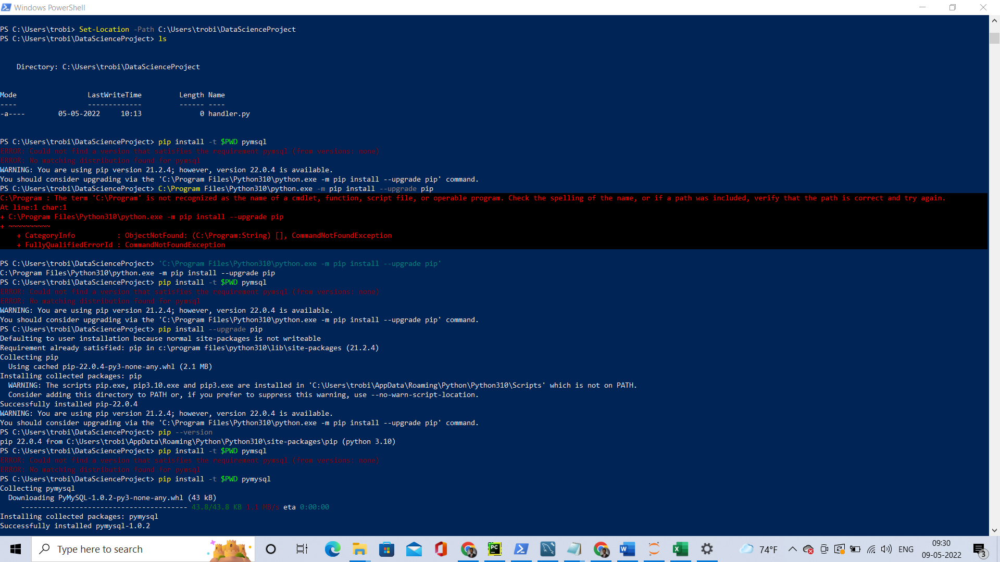 Windows PowerShell
PS C:\Users\trobi> Set-Location -Path C:\Users\trobi\DataScienceProject
PS C:\Users\trobi\DataScienceProject> ls
Directory: C:\Users\trobi\DataScienceProject
Mode                 LastWriteTime         Length Name
----                 -------------         ------ ----
-a----        05-05-2022     10:13              0 handler.py
PS C:\Users\trobi\DataScienceProject> pip install -t $PWD pymsql
ERROR: Could not find a version that satisfies the requirement pymsql (from versions: none)
ERROR: No matching distribution found for pymsql
WARNING: You are using pip version 21.2.4; however, version 22.0.4 is available.
You should consider upgrading via the 'C:\Program Files\Python310\python.exe -m pip install --upgrade pip' command.
PS C:\Users\trobi\DataScienceProject> C:\Program Files\Python310\python.exe -m pip install --upgrade pip
C:\Program : The term 'C:\Program' is not recognized as the name of a cmdlet, function, script file, or operable program. Check the spelling of the name, or if a path was included, verify that the path is correct and try again.
At line:1 char:1
+ C:\Program Files\Python310\python.exe -m pip install --upgrade pip
+ ~~~~~~~~~~
    + CategoryInfo          : ObjectNotFound: (C:\Program:String) [], CommandNotFoundException
    + FullyQualifiedErrorId : CommandNotFoundException
PS C:\Users\trobi\DataScienceProject> 'C:\Program Files\Python310\python.exe -m pip install --upgrade pip'
C:\Program Files\Python310\python.exe -m pip install --upgrade pip
PS C:\Users\trobi\DataScienceProject> pip install -t $PWD pymsql
ERROR: Could not find a version that satisfies the requirement pymsql (from versions: none)
ERROR: No matching distribution found for pymsql
WARNING: You are using pip version 21.2.4; however, version 22.0.4 is available.
You should consider upgrading via the 'C:\Program Files\Python310\python.exe -m pip install --upgrade pip' command.
PS C:\Users\trobi\DataScienceProject> pip install --upgrade pip
Defaulting to user installation because normal site-packages is not writeable
Requirement already satisfied: pip in c:\program files\python310\lib\site-packages (21.2.4)
Collecting pip
  Using cached pip-22.0.4-py3-none-any.whl (2.1 MB)
Installing collected packages: pip
  WARNING: The scripts pip.exe, pip3.10.exe and pip3.exe are installed in 'C:\Users\trobi\AppData\Roaming\Python\Python310\Scripts' which is not on PATH.
  Consider adding this directory to PATH or, if you prefer to suppress this warning, use --no-warn-script-location.
Successfully installed pip-22.0.4
WARNING: You are using pip version 21.2.4; however, version 22.0.4 is available.
You should consider upgrading via the 'C:\Program Files\Python310\python.exe -m pip install --upgrade pip' command.
PS C:\Users\trobi\DataScienceProject> pip --version
pip 22.0.4 from C:\Users\trobi\AppData\Roaming\Python\Python310\site-packages\pip (python 3.10)
PS C:\Users\trobi\DataScienceProject> pip install -t $PWD pymsql
ERROR: Could not find a version that satisfies the requirement pymsql (from versions: none)
ERROR: No matching distribution found for pymsql
PS C:\Users\trobi\DataScienceProject> pip install -t $PWD pymysql
Collecting pymysql
  Downloading PyMySQL-1.0.2-py3-none-any.whl (43 kB)
     ---------------------------------------- 43.8/43.8 KB 1.1 MB/s eta 0:00:00
Installing collected packages: pymysql
Successfully installed pymysql-1.0.2
Type here to search
PC
W
X
74°F
ENG
09:30
09-05-2022
3